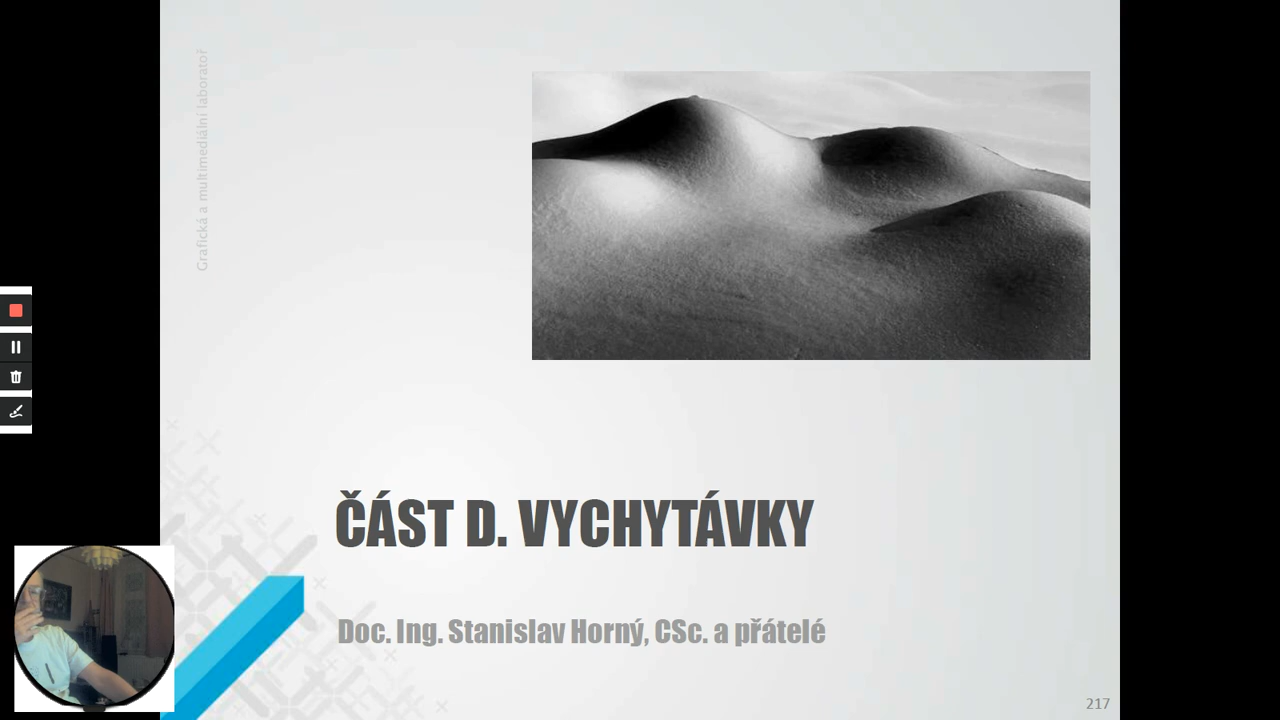 Grafická a multimediální laboratoř
ČÁST D. VYCHYTÁVKY
Doc. Ing. Stanislav Horný, CSc. a přátelé
217